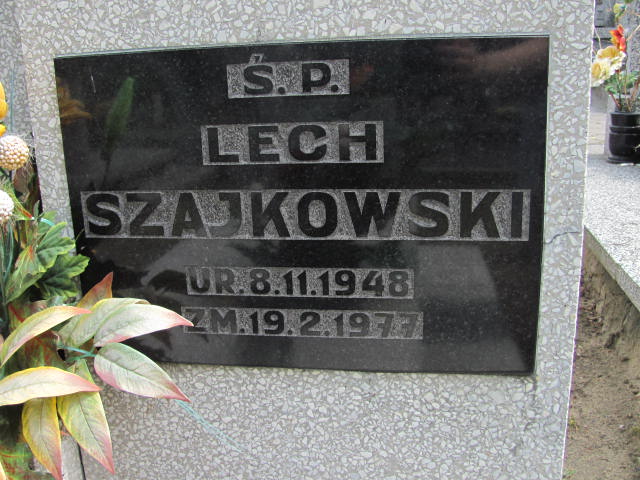 Ś. P.
LECH
SZAJKOWSKI
UR. 8.11.1948
ZM. 19.2.1977